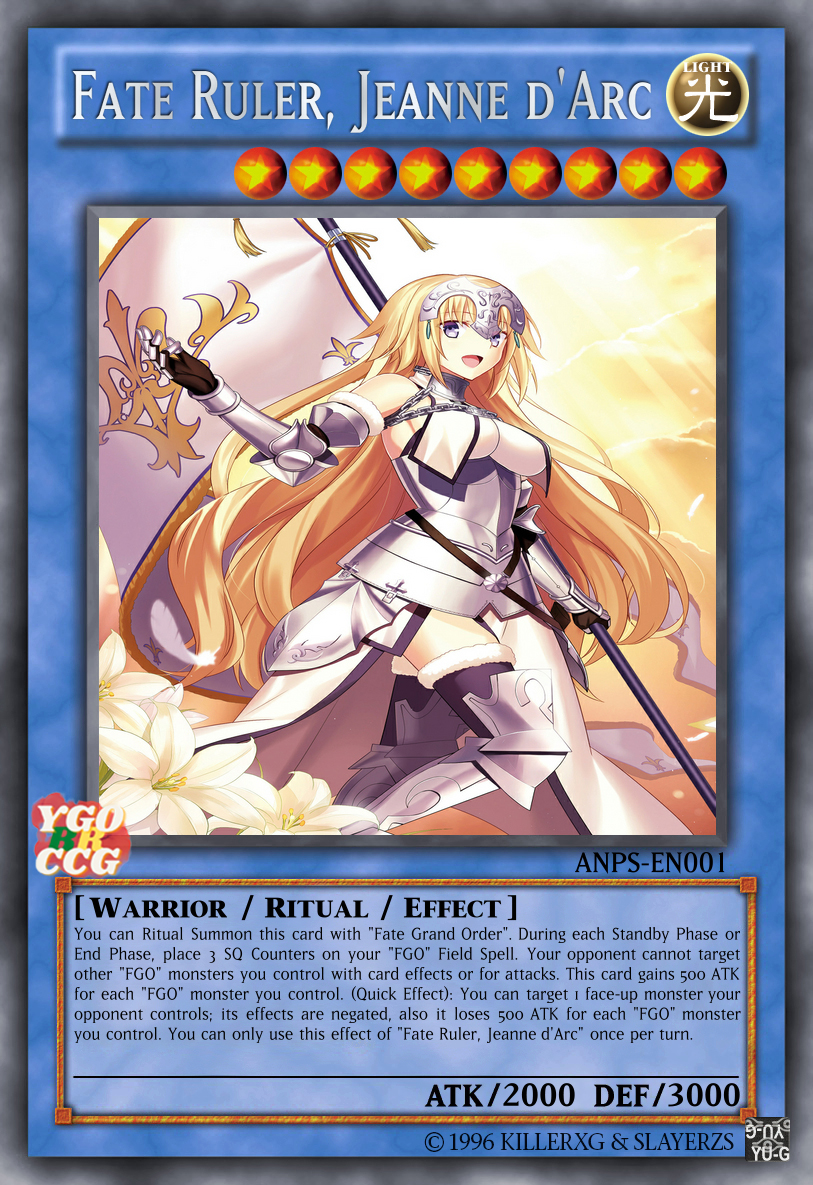 Fate Ruler, Jeanne d'Arc
LIGHT
光
YGO
RR
CCG
ANPS-EN001
[ Warrior / Ritual / Effect ]
You can Ritual Summon this card with "Fate Grand Order". During each Standby Phase or
End Phase, place 3 SQ Counters on your "FGO" Field Spell. Your opponent cannot target
other "FGO" monsters you control with card effects or for attacks. This card gains 500 ATK
for each "FGO" monster you control. (Quick Effect): You can target 1 face-up monster your
opponent controls; its effects are negated, also it loses 500 ATK for each "FGO" monster
you control. You can only use this effect of "Fate Ruler, Jeanne d'Arc" once per turn.
ATK/2000 DEF/3000
© 1996 KILLERXG & SLAYERZS
YU-G